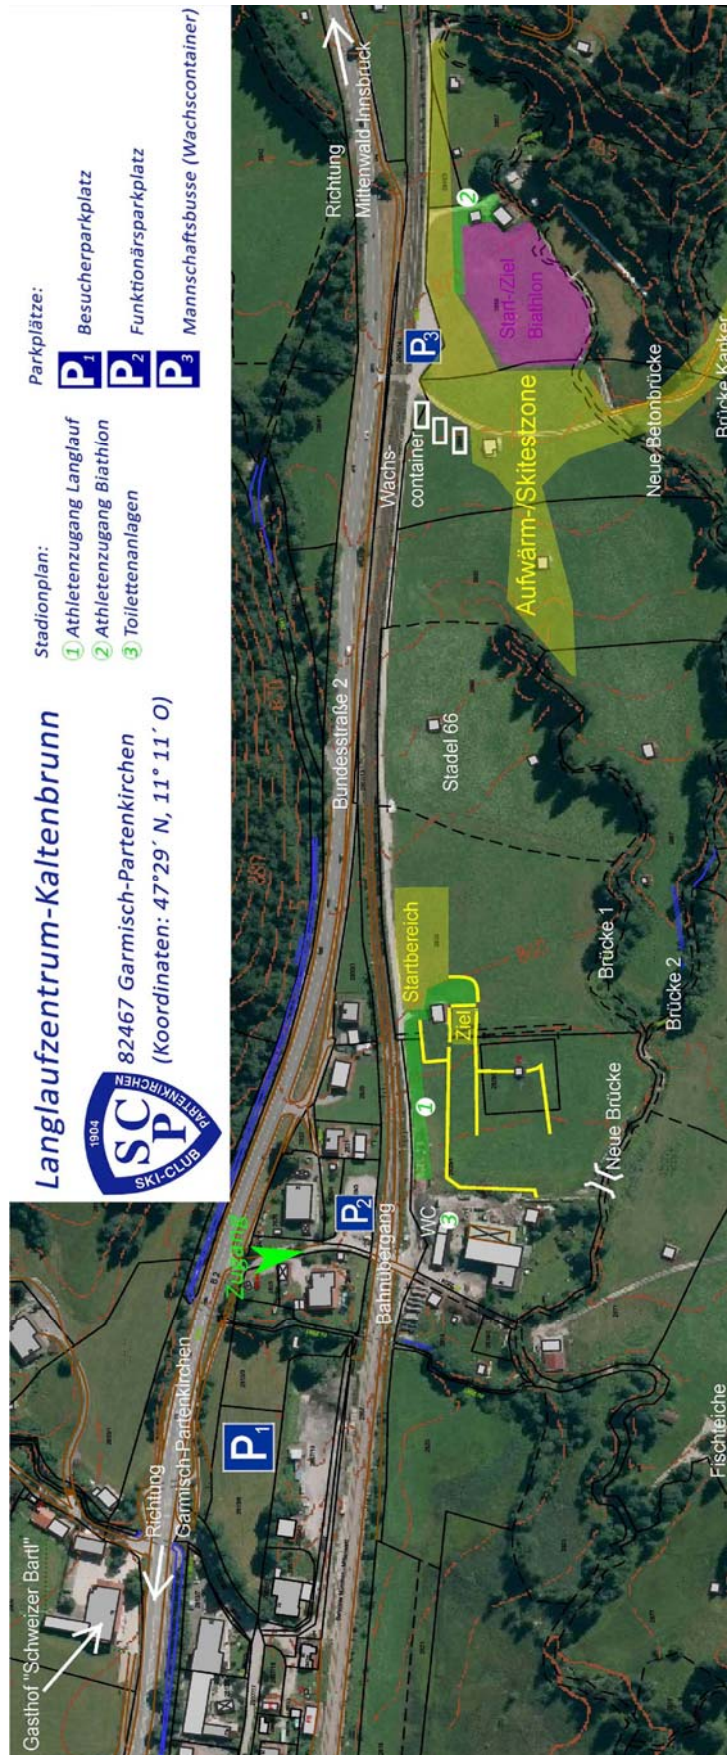 Langlaufzentrum-Kaltenbrunn
1904
SCP
SKI-CLUB PARTENKIRCHEN
82467 Garmisch-Partenkirchen
(Koordinaten: 47°29´ N, 11° 11´ O)
Stadionplan:
1 Athletenzugang Langlauf
2 Athletenzugang Biathlon
3 Toilettenanlagen
Parkplätze:
P1 Besucherparkplatz
P2 Funktionärsparkplatz
P3 Mannschaftsbusse (Wachscontainer)
Gasthof "Schweizer Bartl"
Richtung
Garmisch-Partenkirchen
Zugang
P1
P2
Bahnübergang
WC
3
1
Startbereich
Ziel
Neue Brücke
Fischteiche
Brücke 1
Brücke 2
Stadel 66
Bundesstraße 2
Wachs-
container
P3
Aufwärm-/Skitestzone
Start-/Ziel
Biathlon
2
Neue Betonbrücke
Brücke Kanker
Richtung
Mittenwald-Innsbruck